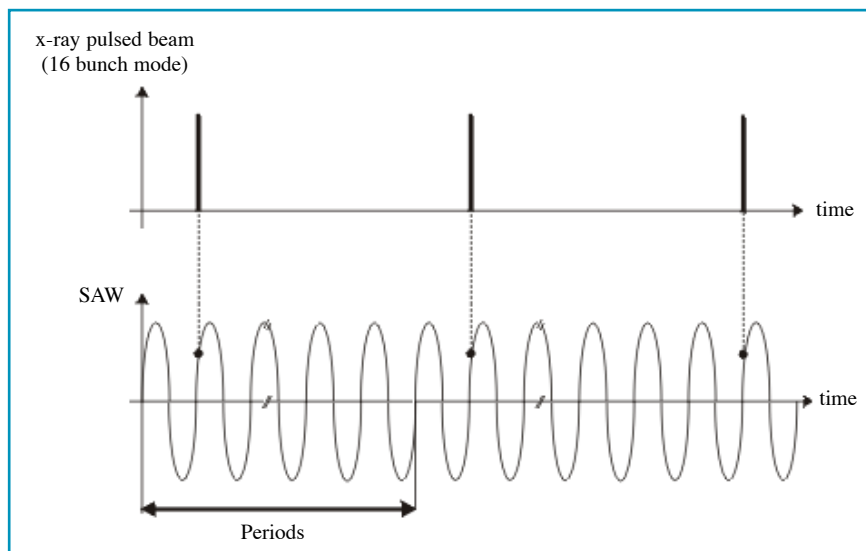 x-ray pulsed beam
(16 bunch mode)
time
SAW
time
Periods